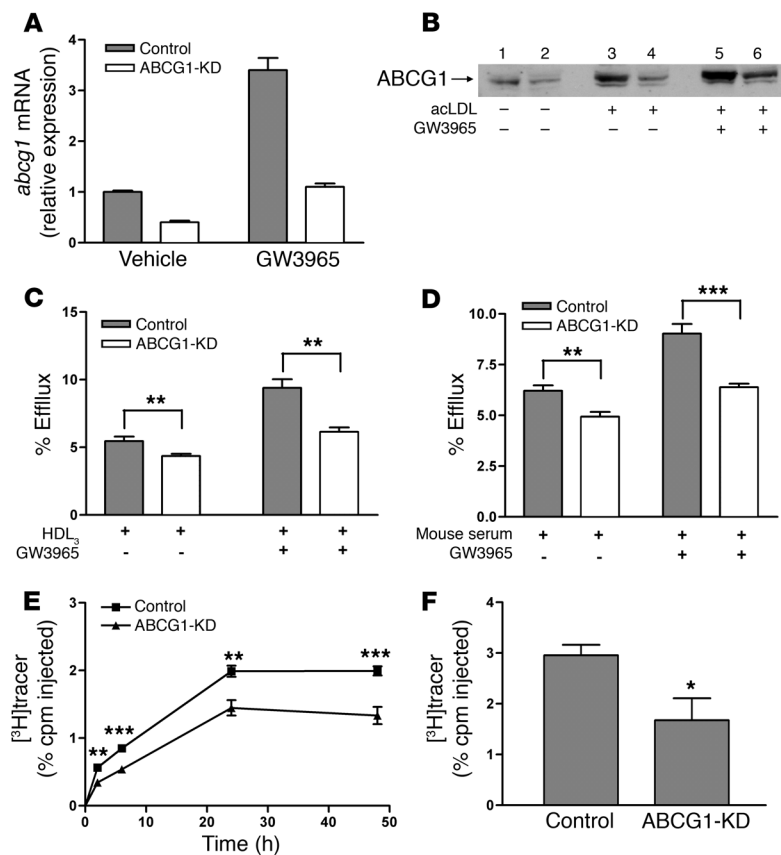 A
abcg1 mRNA
(relative expression)
4
3
2
1
0
Control
ABCG1-KD
Vehicle GW3965
B
1 2 3 4 5 6
ABCG1→
acLDL – – + + + +
GW3965 – – – – + +
C
% Effllux
15
10
5
0
Control
ABCG1-KD
** **
HDL3 + + + +
GW3965 - - + +
D
% Effllux
10.0
7.5
5.0
2.5
0.0
Control
ABCG1-KD
** ***
Mouse serum + + + +
GW3965 - - + +
E
[3H]tracer
(% cpm injected)
3
2
1
0
Control
ABCG1-KD
** *** ** ***
0 10 20 30 40 50
Time (h)
F
[3H]tracer
(% cpm injected)
4
3
2
1
0
*
Control ABCG1-KD